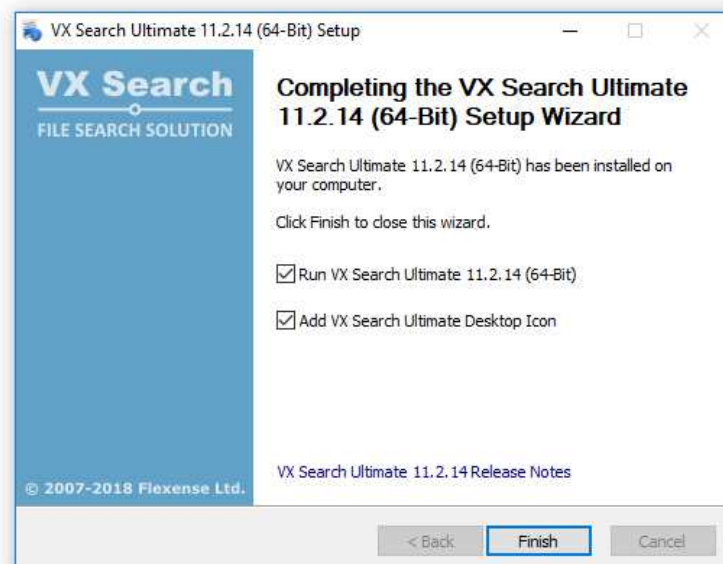 VX Search Ultimate 11.2.14 (64-Bit) Setup
VX Search
FILE SEARCH SOLUTION
Completing the VX Search Ultimate
11.2.14 (64-Bit) Setup Wizard
VX Search Ultimate 11.2.14 (64-Bit) has been installed on
your computer.
Click Finish to close this wizard.
Run VX Search Ultimate 11.2.14 (64-Bit)
Add VX Search Ultimate Desktop Icon
VX Search Ultimate 11.2.14 Release Notes
© 2007-2018 Flexense Ltd.
< Back
Finish
Cancel